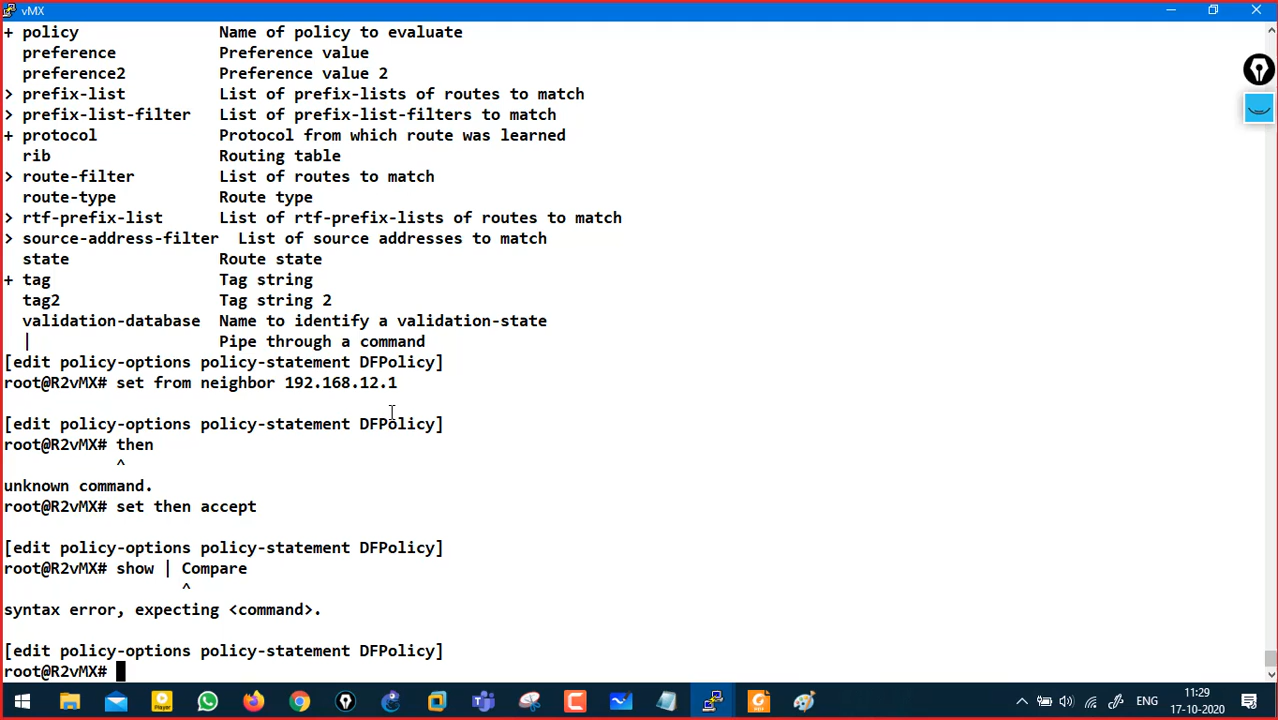 vMX
+ policy Name of policy to evaluate
preference Preference value
preference2 Preference value 2
> prefix-list List of prefix-lists of routes to match
> prefix-list-filter List of prefix-list-filters to match
+ protocol Protocol from which route was learned
rib Routing table
> route-filter List of routes to match
route-type Route type
> rtf-prefix-list List of rtf-prefix-lists of routes to match
> source-address-filter List of source addresses to match
state Route state
+ tag Tag string
tag2 Tag string 2
validation-database Name to identify a validation-state
| Pipe through a command
[edit policy-options policy-statement DFPolicy]
root@R2vMX# set from neighbor 192.168.12.1
[edit policy-options policy-statement DFPolicy]
root@R2vMX# then
^
unknown command.
root@R2vMX# set then accept
[edit policy-options policy-statement DFPolicy]
root@R2vMX# show | Compare
^
syntax error, expecting <command>.
[edit policy-options policy-statement DFPolicy]
root@R2vMX#
ENG
11:29
17-10-2020